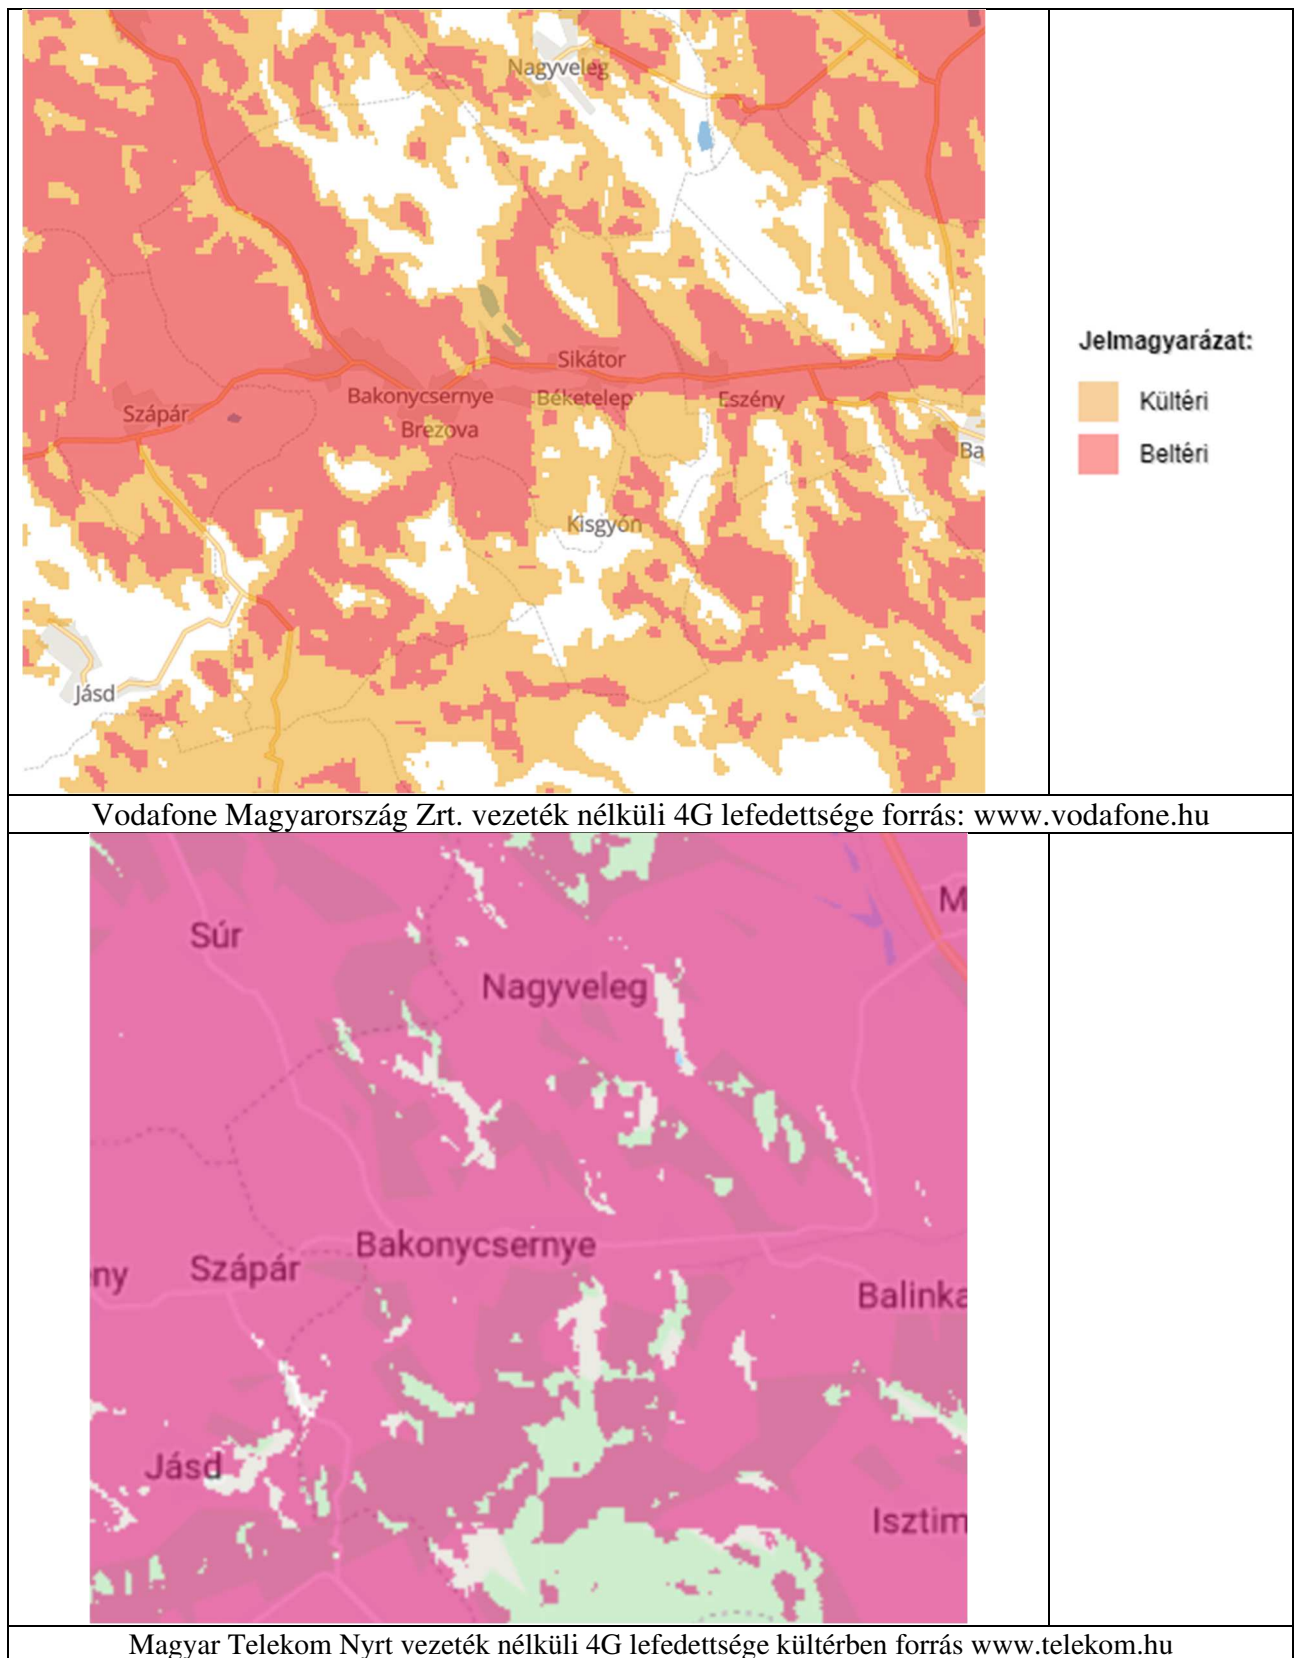 Nagyveleg
Sikátor
Bakonycsernye
Béketelep
Eszény
Szápár
Brezova
Ba
Kisgyón
Jásd
Jelmagyarázat:
Kültéri
Beltéri
Vodafone Magyarország Zrt. vezeték nélküli 4G lefedettsége forrás: www.vodafone.hu
M
Súr
Nagyveleg
Bakonycsernye
ny
Szápár
Balinka
Jásd
Isztim
Magyar Telekom Nyrt vezeték nélküli 4G lefedettsége kültérben forrás www.telekom.hu